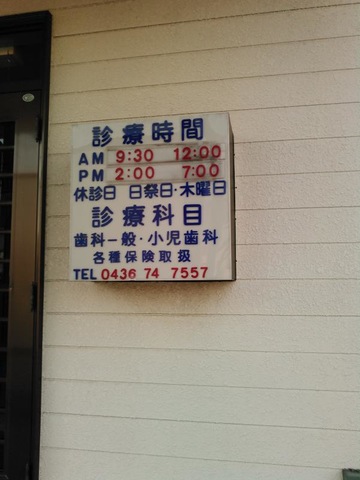 診療時間
AM 9:30 12:00
PM 2:00 7:00
休診日 日祭日・木曜日
診療科目
歯科一般・小児歯科
各種保険取扱
TEL 0436 74 7557